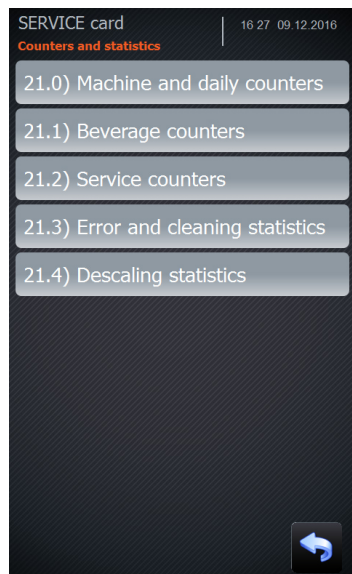 SERVICE card
16 27 09.12.2016
Counters and statistics
21.0) Machine and daily counters
21.1) Beverage counters
21.2) Service counters
21.3) Error and cleaning statistics
21.4) Descaling statistics